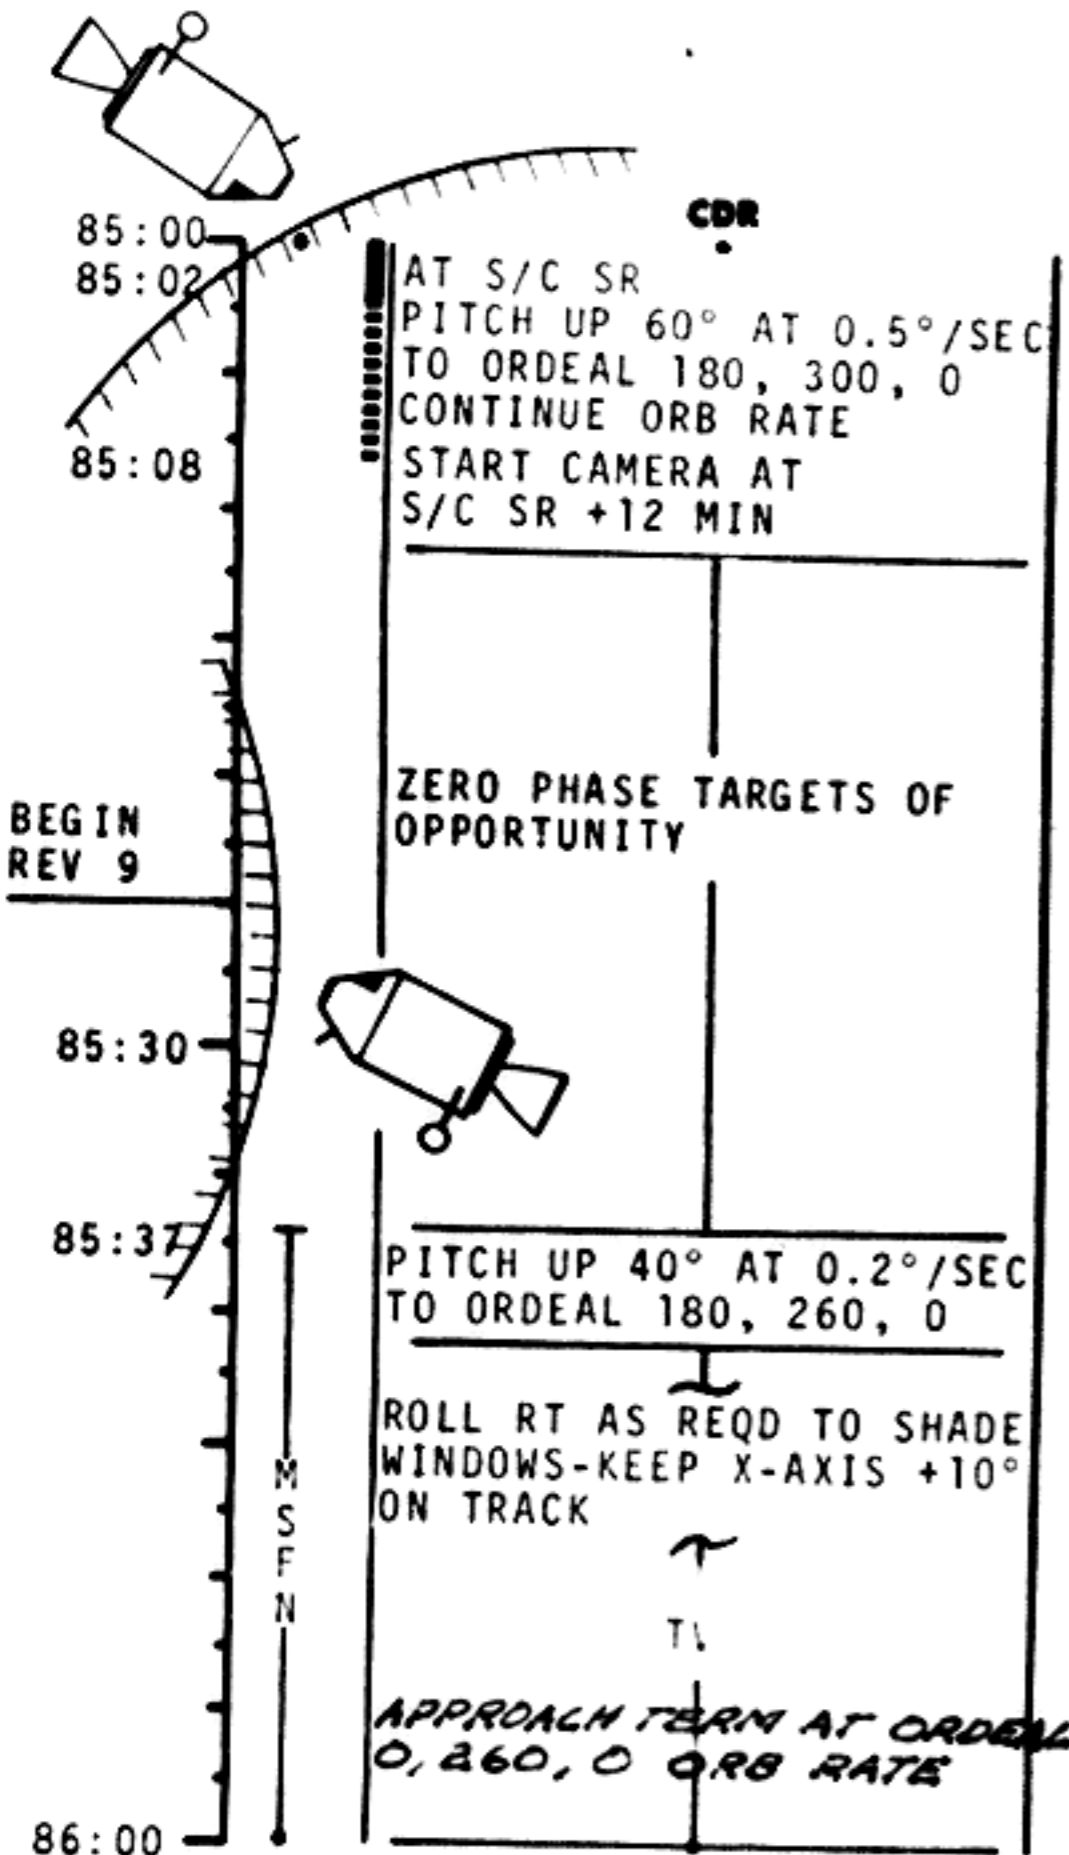 CDR
85:00
85:02
AT S/C SR
PITCH UP 60° AT 0.5°/SEC
TO ORDEAL 180, 300, 0
CONTINUE ORB RATE
85:08
START CAMERA AT
S/C SR +12 MIN
ZERO PHASE TARGETS OF
OPPORTUNITY
BEGIN
REV 9
85:30
85:37
PITCH UP 40° AT 0.2°/SEC
TO ORDEAL 180, 260, 0
ROLL RT AS REQD TO SHADE
WINDOWS-KEEP X-AXIS +10°
ON TRACK
MSFN
APPROACH TERM AT ORDEAL
0, 260, 0 ORB RATE
86:00